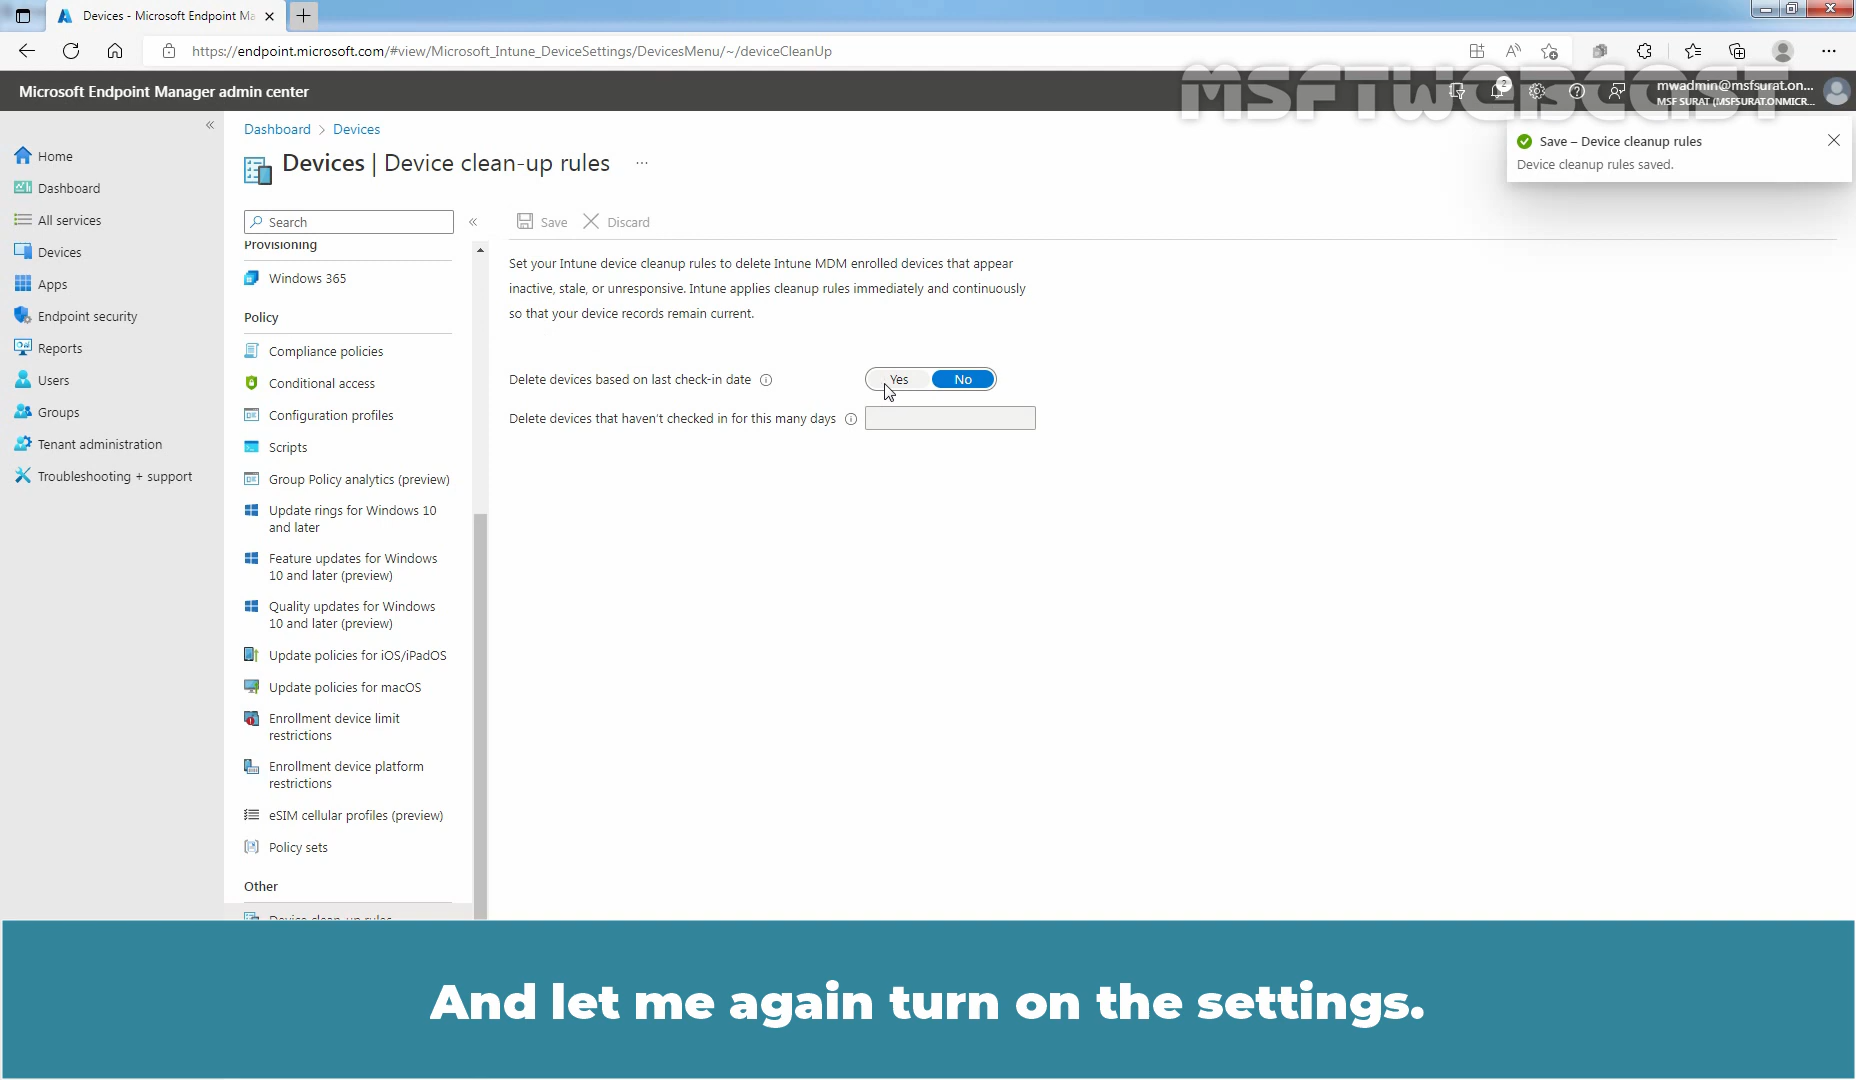 Devices - Microsoft Endpoint Ma
https://endpoint.microsoft.com/#view/Microsoft_Intune_DeviceSettings/DevicesMenu/~/deviceCleanUp
MSFTWEBCAST
Microsoft Endpoint Manager admin center
2
mwadmin@msfsurat.on...
MSF SURAT (MSFSURAT.ONMICR...
Save – Device cleanup rules
Device cleanup rules saved.
Home
Dashboard
All services
Devices
Apps
Endpoint security
Reports
Users
Groups
Tenant administration
Troubleshooting + support
Dashboard > Devices
Devices | Device clean-up rules ...
Search
Provisioning
Windows 365
Policy
Compliance policies
Conditional access
Configuration profiles
Scripts
Group Policy analytics (preview)
Update rings for Windows 10
and later
Feature updates for Windows
10 and later (preview)
Quality updates for Windows
10 and later (preview)
Update policies for iOS/iPadOS
Update policies for macOS
Enrollment device limit
restrictions
Enrollment device platform
restrictions
eSIM cellular profiles (preview)
Policy sets
Other
Device clean-up rules
Save Discard
Set your Intune device cleanup rules to delete Intune MDM enrolled devices that appear
inactive, stale, or unresponsive. Intune applies cleanup rules immediately and continuously
so that your device records remain current.
Delete devices based on last check-in date Yes No
Delete devices that haven't checked in for this many days
And let me again turn on the settings.